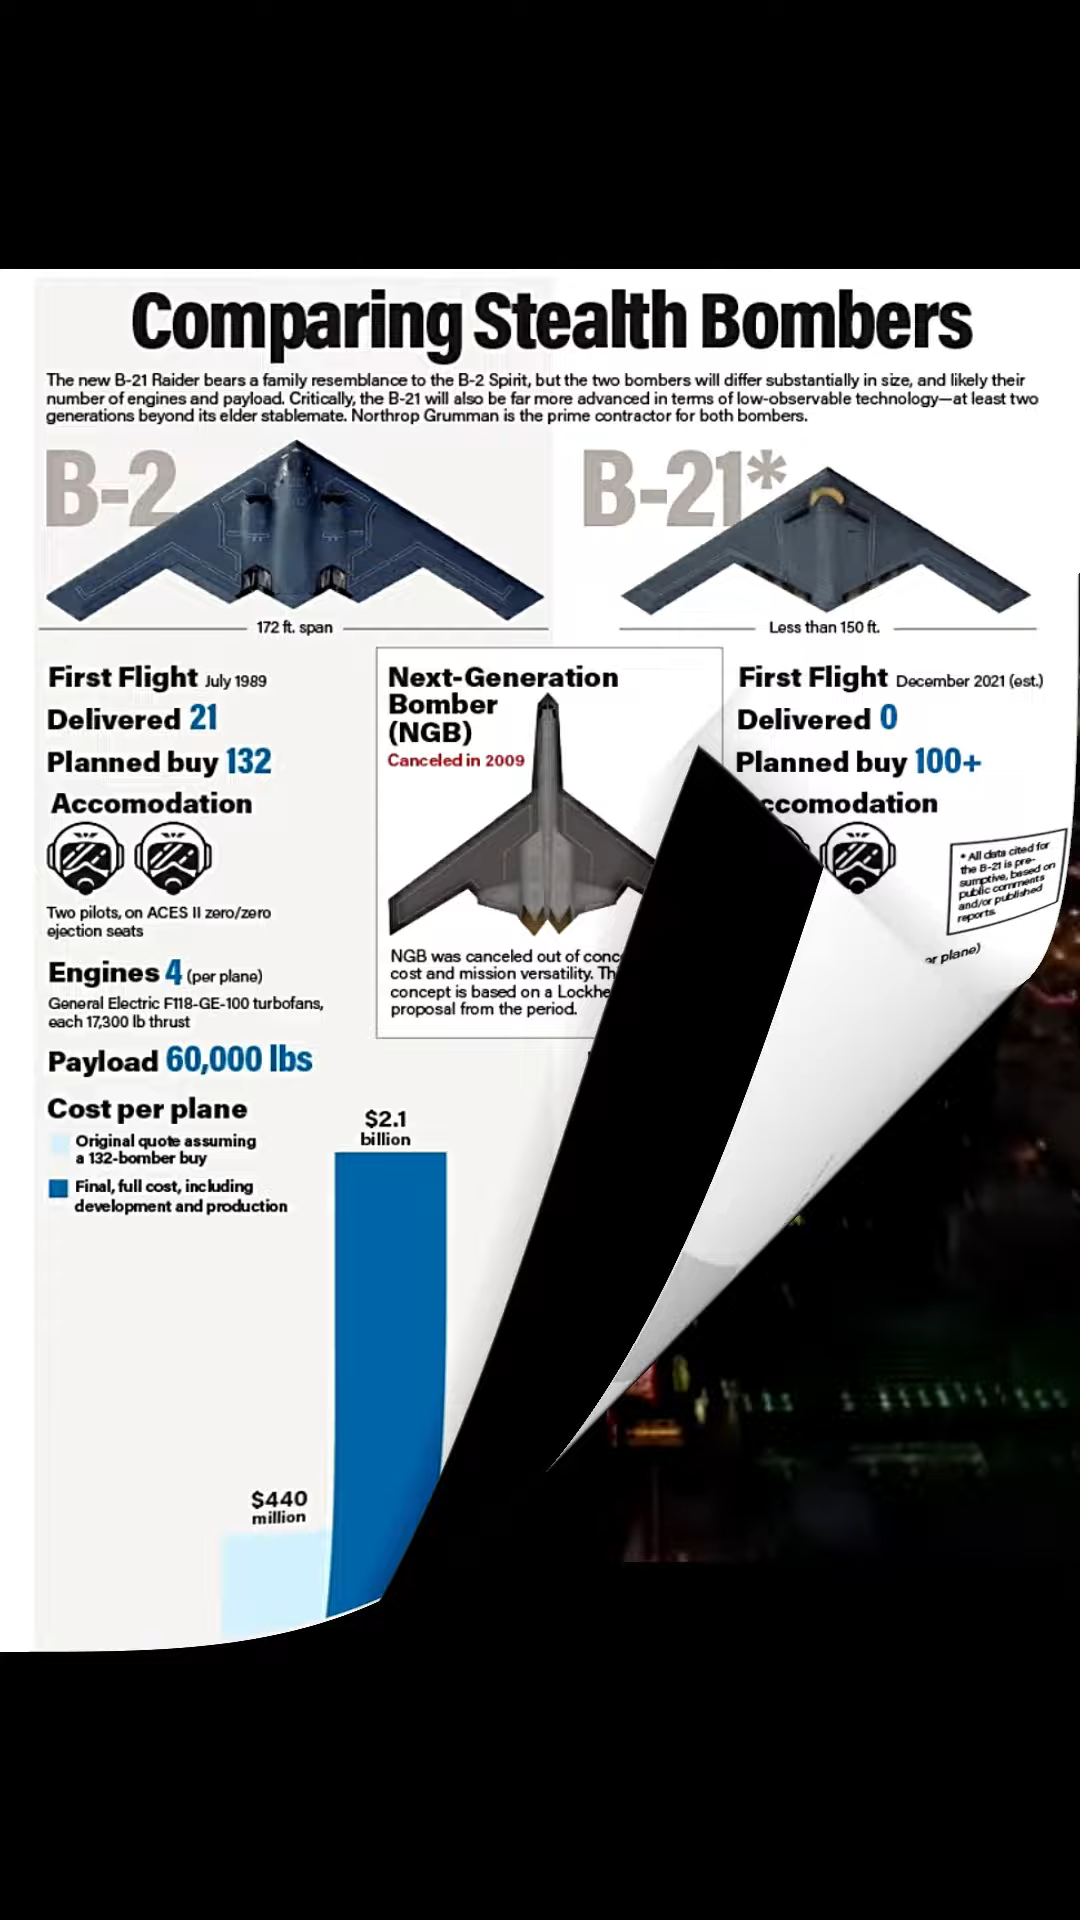 Comparing Stealth Bombers
The new B-21 Raider bears a family resemblance to the B-2 Spirit, but the two bombers will differ substantially in size, and likely their
number of engines and payload. Critically, the B-21 will also be far more advanced in terms of low-observable technology—at least two
generations beyond its elder stablemate. Northrop Grumman is the prime contractor for both bombers.
B-2
172 ft. span
First Flight July 1989
Delivered 21
Planned buy 132
Accomodation
Two pilots, on ACES II zero/zero
ejection seats
Engines 4 (per plane)
General Electric F118-GE-100 turbofans,
each 17,300 lb thrust
Payload 60,000 lbs
Cost per plane
Original quote assuming
a 132-bomber buy
Final, full cost, including
development and production
$2.1
billion
$440
million
Next-Generation
Bomber
(NGB)
Canceled in 2009
NGB was canceled out of conc
cost and mission versatility. Th
concept is based on a Lockhe
proposal from the period.
B-21*
Less than 150 ft.
First Flight December 2021 (est.)
Delivered 0
Planned buy 100+
ccomodation
* All data cited for
the B-21 is pre-
sumptive, based on
public comments
and/or published
reports.
er plane)